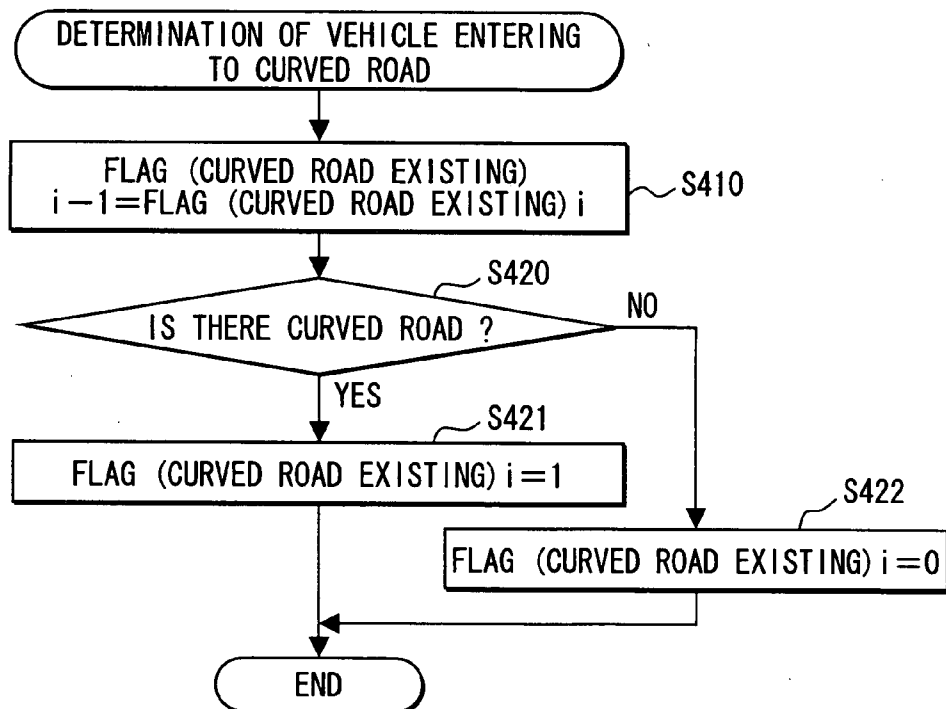 DETERMINATION OF VEHICLE ENTERING
TO CURVED ROAD
FLAG (CURVED ROAD EXISTING)
i-1=FLAG (CURVED ROAD EXISTING) i
S410
S420
IS THERE CURVED ROAD ?
NO
YES
S421
FLAG (CURVED ROAD EXISTING) i=1
S422
FLAG (CURVED ROAD EXISTING) i=0
END